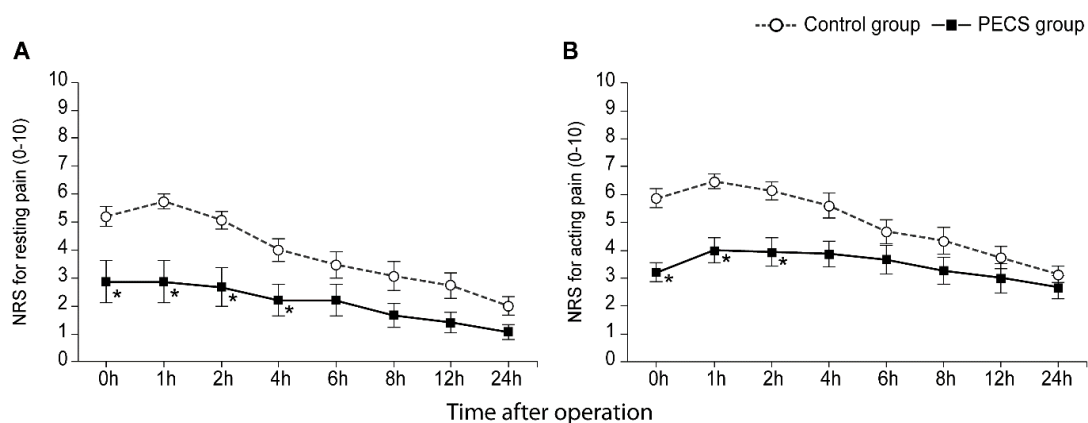 Control group PECS group
A
B
NRS for resting pain (0-10)
10
9
8
7
6
5
4
3
2
1
0
* * * *
0h 1h 2h 4h 6h 8h 12h 24h
NRS for acting pain (0-10)
10
9
8
7
6
5
4
3
2
1
0
* * *
0h 1h 2h 4h 6h 8h 12h 24h
Time after operation